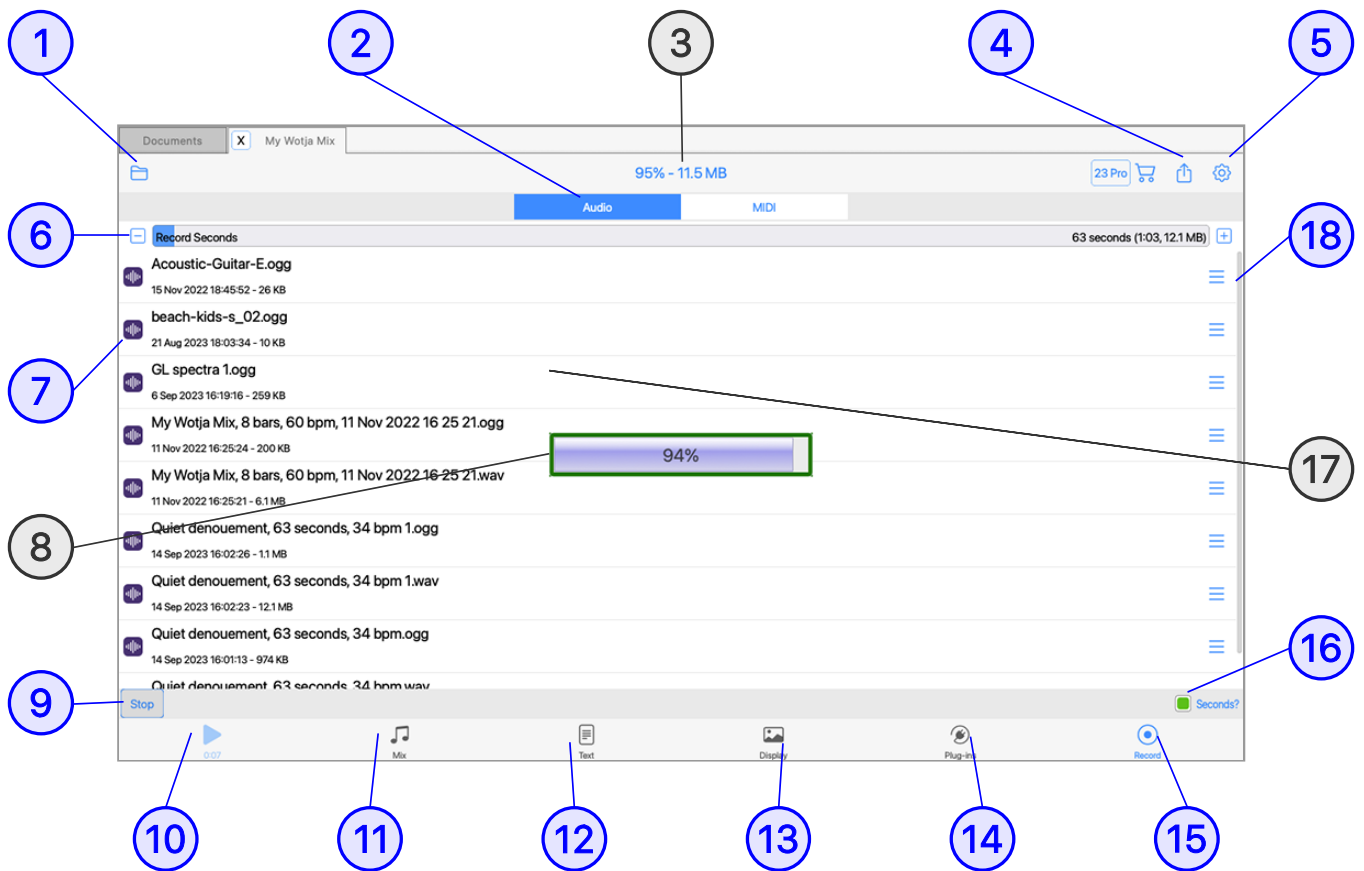 1
2
3
4
5
Documents
X
My Wotja Mix
95% - 11.5 MB
23 Pro
Audio
MIDI
6
Record Seconds
63 seconds (1:03, 12.1 MB)
18
Acoustic-Guitar-E.ogg
15 Nov 2022 18:45:52 - 26 KB
beach-kids-s_02.ogg
21 Aug 2023 18:03:34 - 10 KB
7
GL spectra 1.ogg
6 Sep 2023 16:19:16 - 259 KB
My Wotja Mix, 8 bars, 60 bpm, 11 Nov 2022 16 25 21.ogg
11 Nov 2022 16:25:24 - 200 KB
94%
17
My Wotja Mix, 8 bars, 60 bpm, 11 Nov 2022 16 25 21.wav
11 Nov 2022 16:25:21 - 6.1 MB
8
Quiet denouement, 63 seconds, 34 bpm 1.ogg
14 Sep 2023 16:02:26 - 1.1 MB
Quiet denouement, 63 seconds, 34 bpm 1.wav
14 Sep 2023 16:02:23 - 12.1 MB
Quiet denouement, 63 seconds, 34 bpm.ogg
14 Sep 2023 16:01:13 - 974 KB
16
Quiet denouement, 63 seconds, 34 bpm.wav
9
Stop
Seconds?
0:07
Mix
Text
Display
Plug-ins
Record
10
11
12
13
14
15